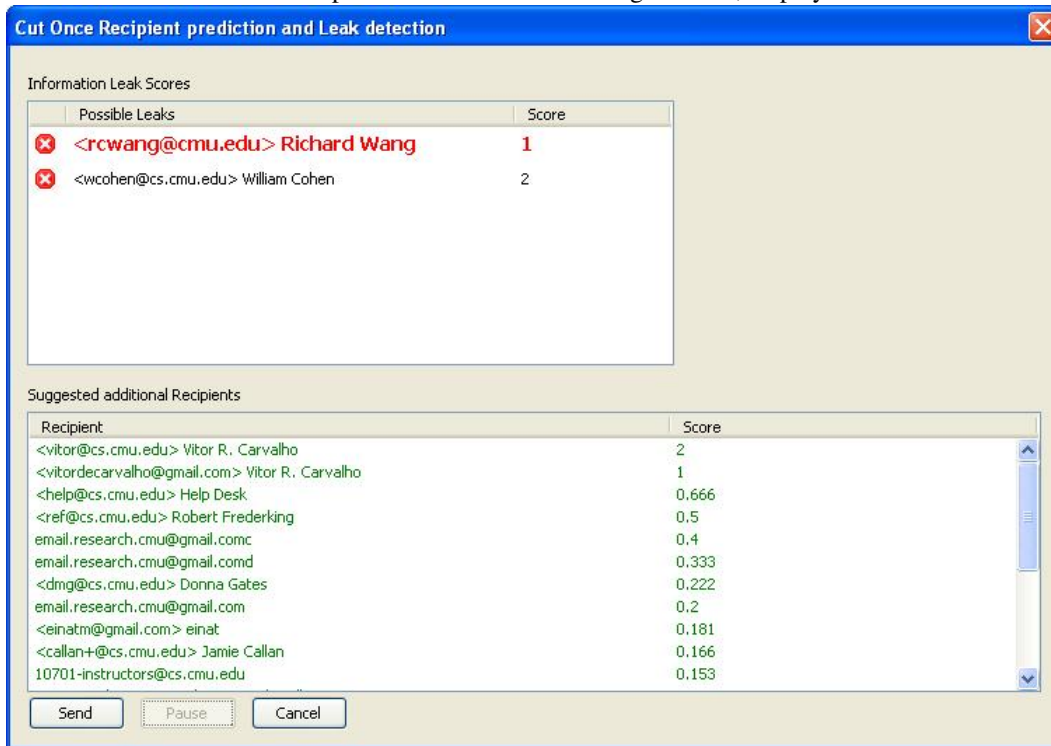 Cut Once Recipient prediction and Leak detection
Information Leak Scores
Possible Leaks Score
<rcwang@cmu.edu> Richard Wang 1
<wcohen@cs.cmu.edu> William Cohen 2
Suggested additional Recipients
Recipient Score
<vitor@cs.cmu.edu> Vitor R. Carvalho 2
<vitordecarvalho@gmail.com> Vitor R. Carvalho 1
<help@cs.cmu.edu> Help Desk 0.666
<ref@cs.cmu.edu> Robert Frederking 0.5
email.research.cmu@gmail.comc 0.4
email.research.cmu@gmail.comd 0.333
<dmg@cs.cmu.edu> Donna Gates 0.222
email.research.cmu@gmail.com 0.2
<einatm@gmail.com> einat 0.181
<callan+@cs.cmu.edu> Jamie Callan 0.166
10701-instructors@cs.cmu.edu 0.153
Send Pause Cancel